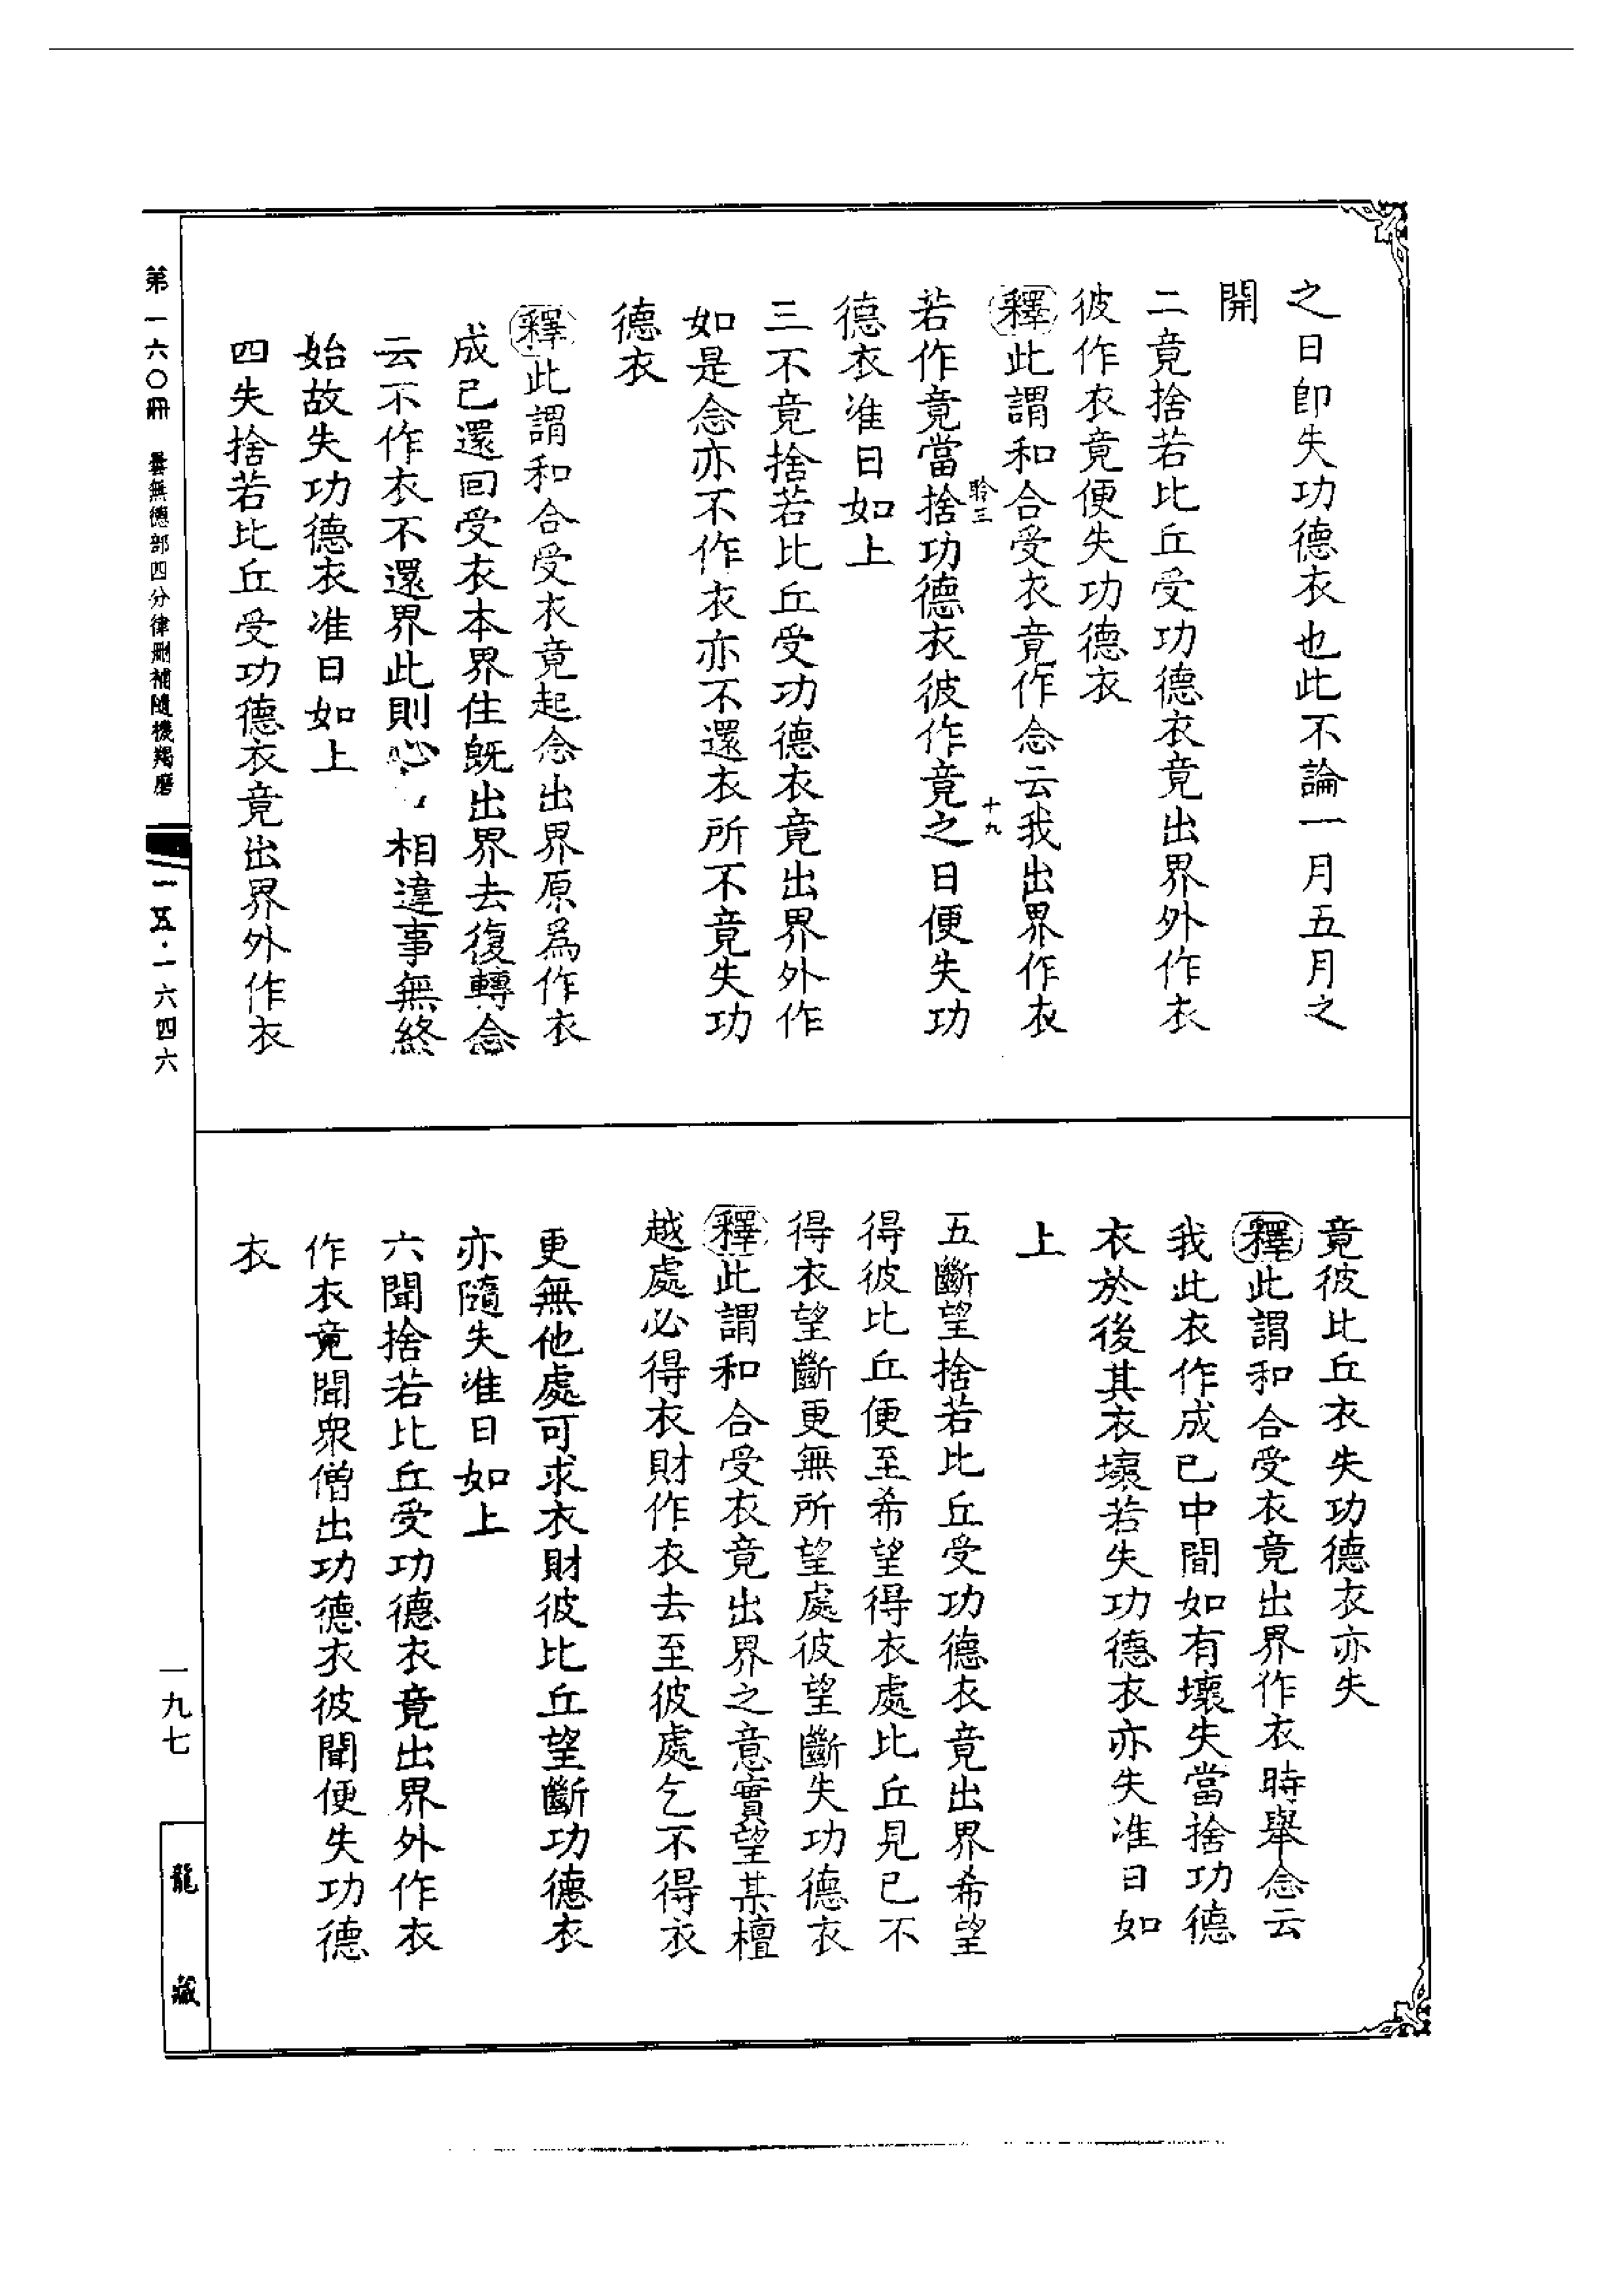 之日卽失功德衣也此不論一月五月之
開
二竟捨若比丘受功德衣竟出界外作衣
彼作衣竟便失功德衣
釋此謂和合受衣竟作念云我出界作衣
聆三
十九
若作竟當捨功德衣彼作竟之日便失功
德衣准日如上
三不竟捨若比丘受功德衣竟出界外作
如是念亦不作衣亦不還衣所不竟失功
德衣
釋此謂和合受衣竟起念出界原爲作衣
成已還回受衣本界住旣出界去復轉念
云不作衣不還界此則心相違事無終
始故失功德衣准日如上
四失捨若比丘受功德衣竟出界外作衣
竟彼比丘衣失功德衣亦失
釋此謂和合受衣竟出界作衣時舉念云
我此衣作成已中間如有壞失當捨功德
衣於後其衣壞若失功德衣亦失准日如
上
五斷望捨若比丘受功德衣竟出界希望
得彼比丘便至希望得衣處比丘見已不
得衣望斷更無所望處彼望斷失功德衣
釋此謂和合受衣竟出界之意實望某檀
越處必得衣財作衣去至彼處乞不得衣
更無他處可求衣財彼比丘望斷功德衣
亦隨失准日如上
六聞捨若比丘受功德衣竟出界外作衣
作衣竟聞眾僧出功德衣彼聞便失功德
衣
第一六〇冊 曇無德部四分律刪補隨機羯磨
一五·一六四六
一九七
龍藏